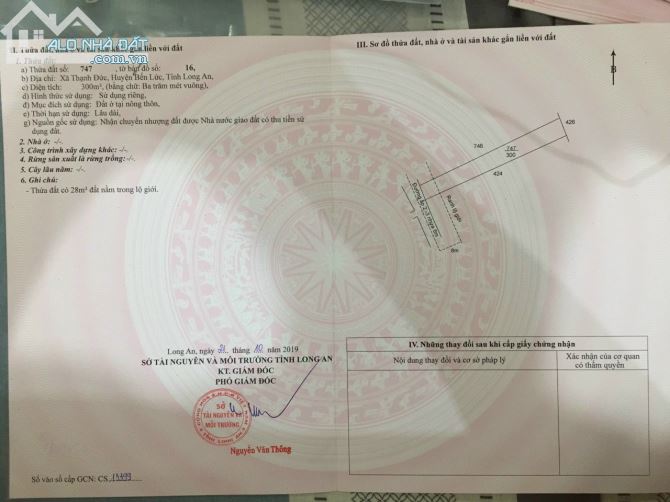 ALO NHÀ ĐẤT
.com.vn
II. Thửa đất, nhà ở và tài sản khác gắn liền với đất
1. Thửa đất:
a) Thửa đất số: 747 , tờ bản đồ số: 16,
b) Địa chỉ: Xã Thạnh Đức, Huyện Bến Lức, Tỉnh Long An,
c) Diện tích: 300m², (bằng chữ: Ba trăm mét vuông),
d) Hình thức sử dụng: Sử dụng riêng,
đ) Mục đích sử dụng: Đất ở tại nông thôn,
e) Thời hạn sử dụng: Lâu dài,
g) Nguồn gốc sử dụng: Nhận chuyển nhượng đất được Nhà nước giao đất có thu tiền sử
dụng đất.
2. Nhà ở: -/-.
3. Công trình xây dựng khác: -/-.
4. Rừng sản xuất là rừng trồng: -/-.
5. Cây lâu năm: -/-.
6. Ghi chú:
- Thửa đất có 28m² đất nằm trong lộ giới.
Long An, ngày 21 tháng 10 năm 2019
SỞ TÀI NGUYÊN VÀ MÔI TRƯỜNG TỈNH LONG AN
KT. GIÁM ĐỐC
PHÓ GIÁM ĐỐC
SỞ
TÀI NGUYÊN VÀ
MÔI TRƯỜNG
Nguyễn Văn Thông
Số vào sổ cấp GCN: CS
III. Sơ đồ thửa đất, nhà ở và tài sản khác gắn liền với đất
B
426
746
747
300
424
Ranh lộ giới
8m
IV. Những thay đổi sau khi cấp giấy chứng nhận
Nội dung thay đổi và cơ sở pháp lý
Xác nhận của cơ quan
có thẩm quyền